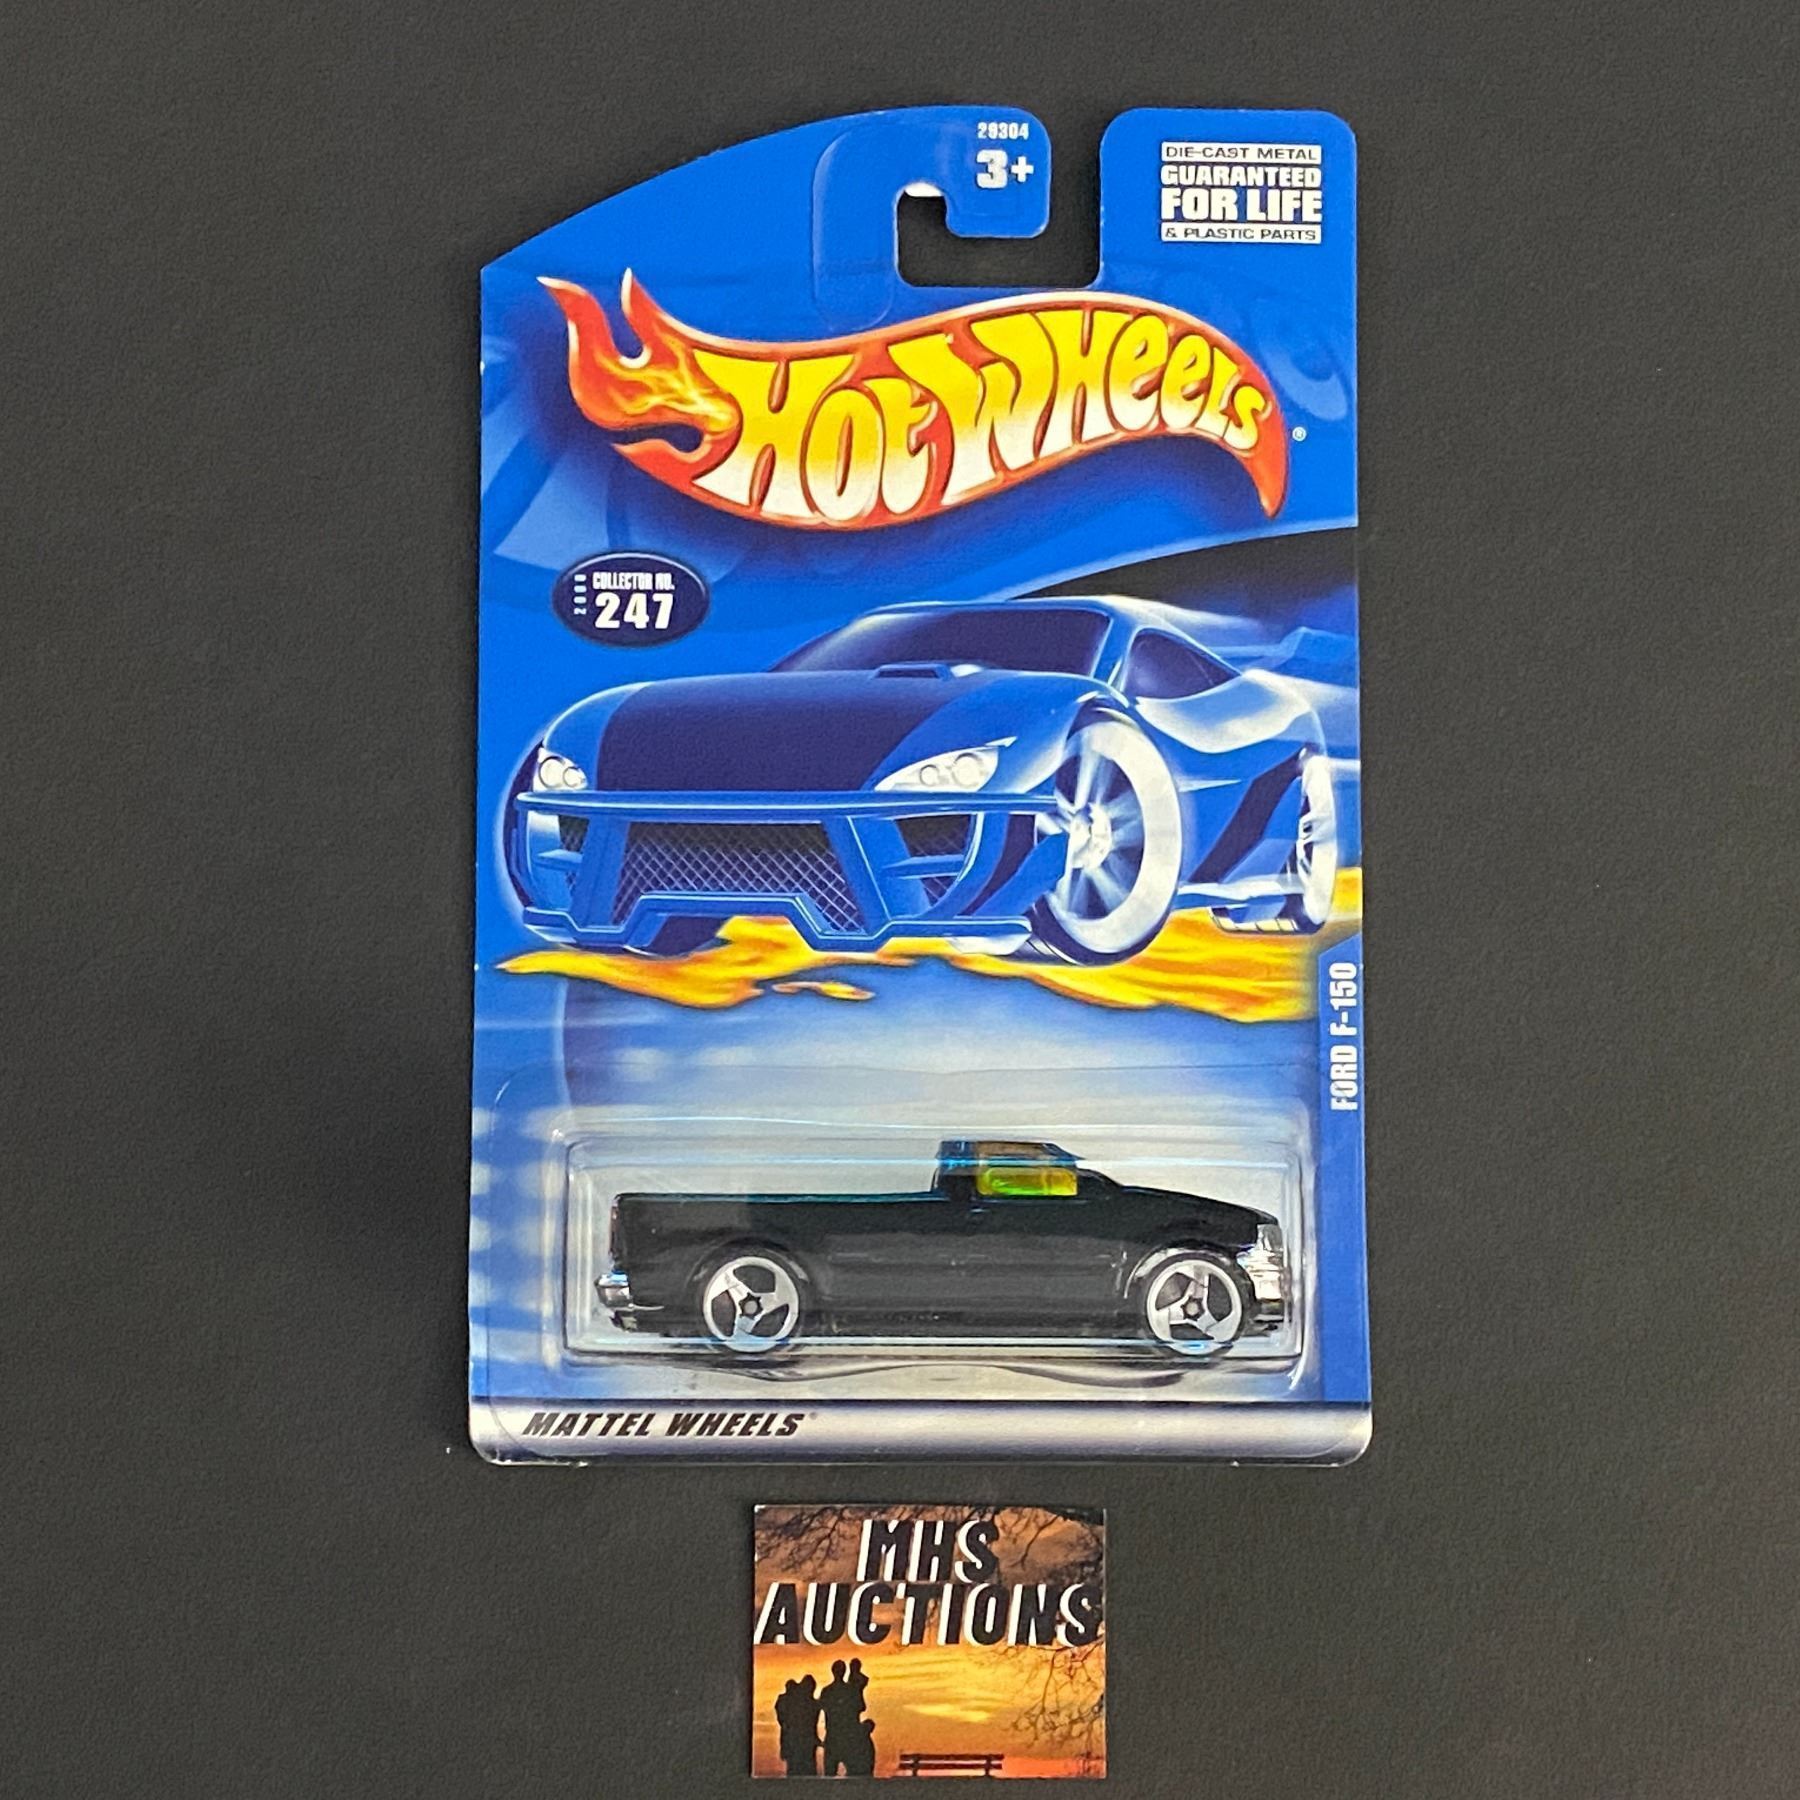 29304
3+
DIE-CAST METAL
GUARANTEED
FOR LIFE
& PLASTIC PARTS
HOT WHEELS®
2000
COLLECTOR NO.
247
FORD F-150
MATTEL WHEELS
MHS
AUCTIONS